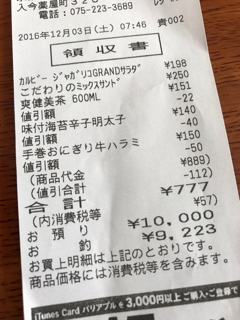 入今薬屋町320
電話:075-223-3689
2016年12月03日(土) 07:46 責002
領収書
カルビー ジャガリコGRANDサラダ ¥198
こだわりのミックスサンド ¥250
爽健美茶 600ML ¥151
値引額 -22
味付海苔辛子明太子 ¥140
値引額 -40
手巻おにぎり牛ハラミ ¥150
値引額 -50
(商品代金 ¥889)
(値引合計 -112)
合計 ¥777
(内消費税等 ¥57)
お預り ¥10,000
お釣 ¥9,223
お買上明細は上記のとおりです。
商品価格には消費税等を含みます。
iTunes Card バリアブルを3,000円以上ご購入・ご登録で